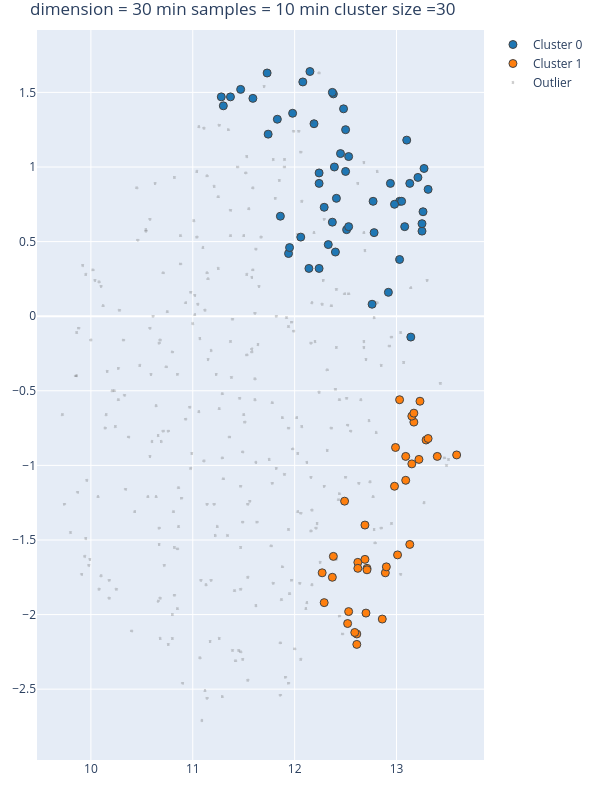 dimension = 30 min samples = 10 min cluster size =30
Cluster 0
Cluster 1
Outlier
1.5
1
0.5
0
−0.5
−1
−1.5
−2
−2.5
10 11 12 13